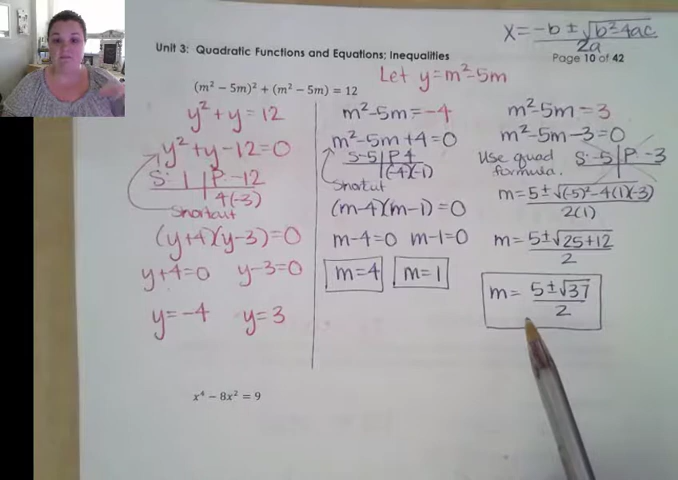 x = -b ± √b²-4ac
2a
Unit 3: Quadratic Functions and Equations; Inequalities
Page 10 of 42
(m² − 5m)² + (m² − 5m) = 12
Let y=m²-5m
y²+y=12
y²+y-12=0
S: 1 | P: -12
4(-3)
Shortcut
(y+4)(y-3)=0
y+4=0 y-3=0
y=-4 y=3
m²-5m=-4
m²-5m+4=0
S-5 | P 4
(-4)(-1)
Shortcut
(m-4)(m-1)=0
m-4=0 m-1=0
m=4 m=1
m²-5m=3
m²-5m-3=0
Use quad formula.
S: -5 | P: -3
m=5±√(-5)²-4(1)(-3)
2(1)
m=5±√25+12
2
m= 5±√37
2
x⁴ − 8x² = 9